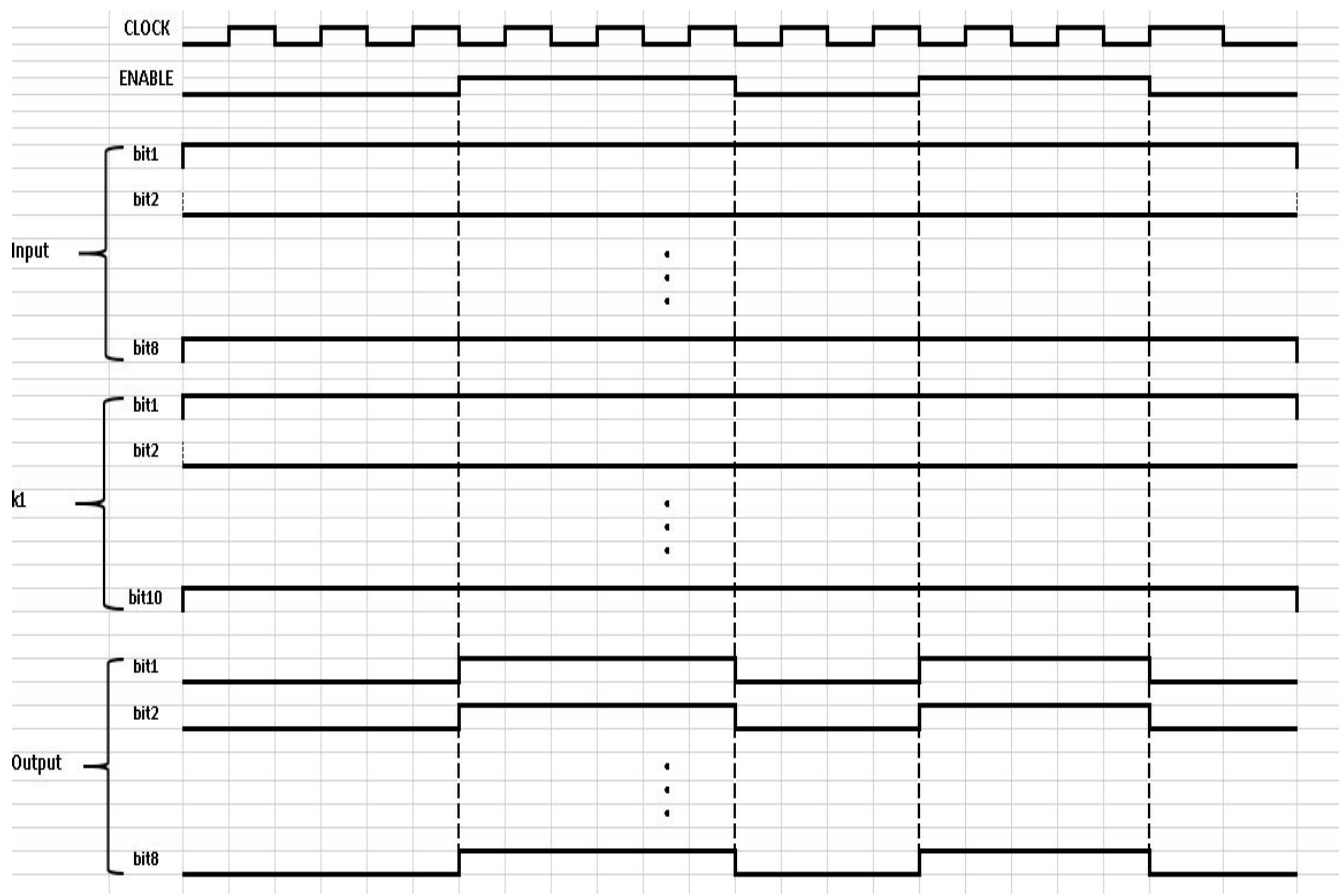 CLOCK
ENABLE
bit1
bit2
Input
bit8
bit1
bit2
k1
bit10
bit1
bit2
Output
bit8